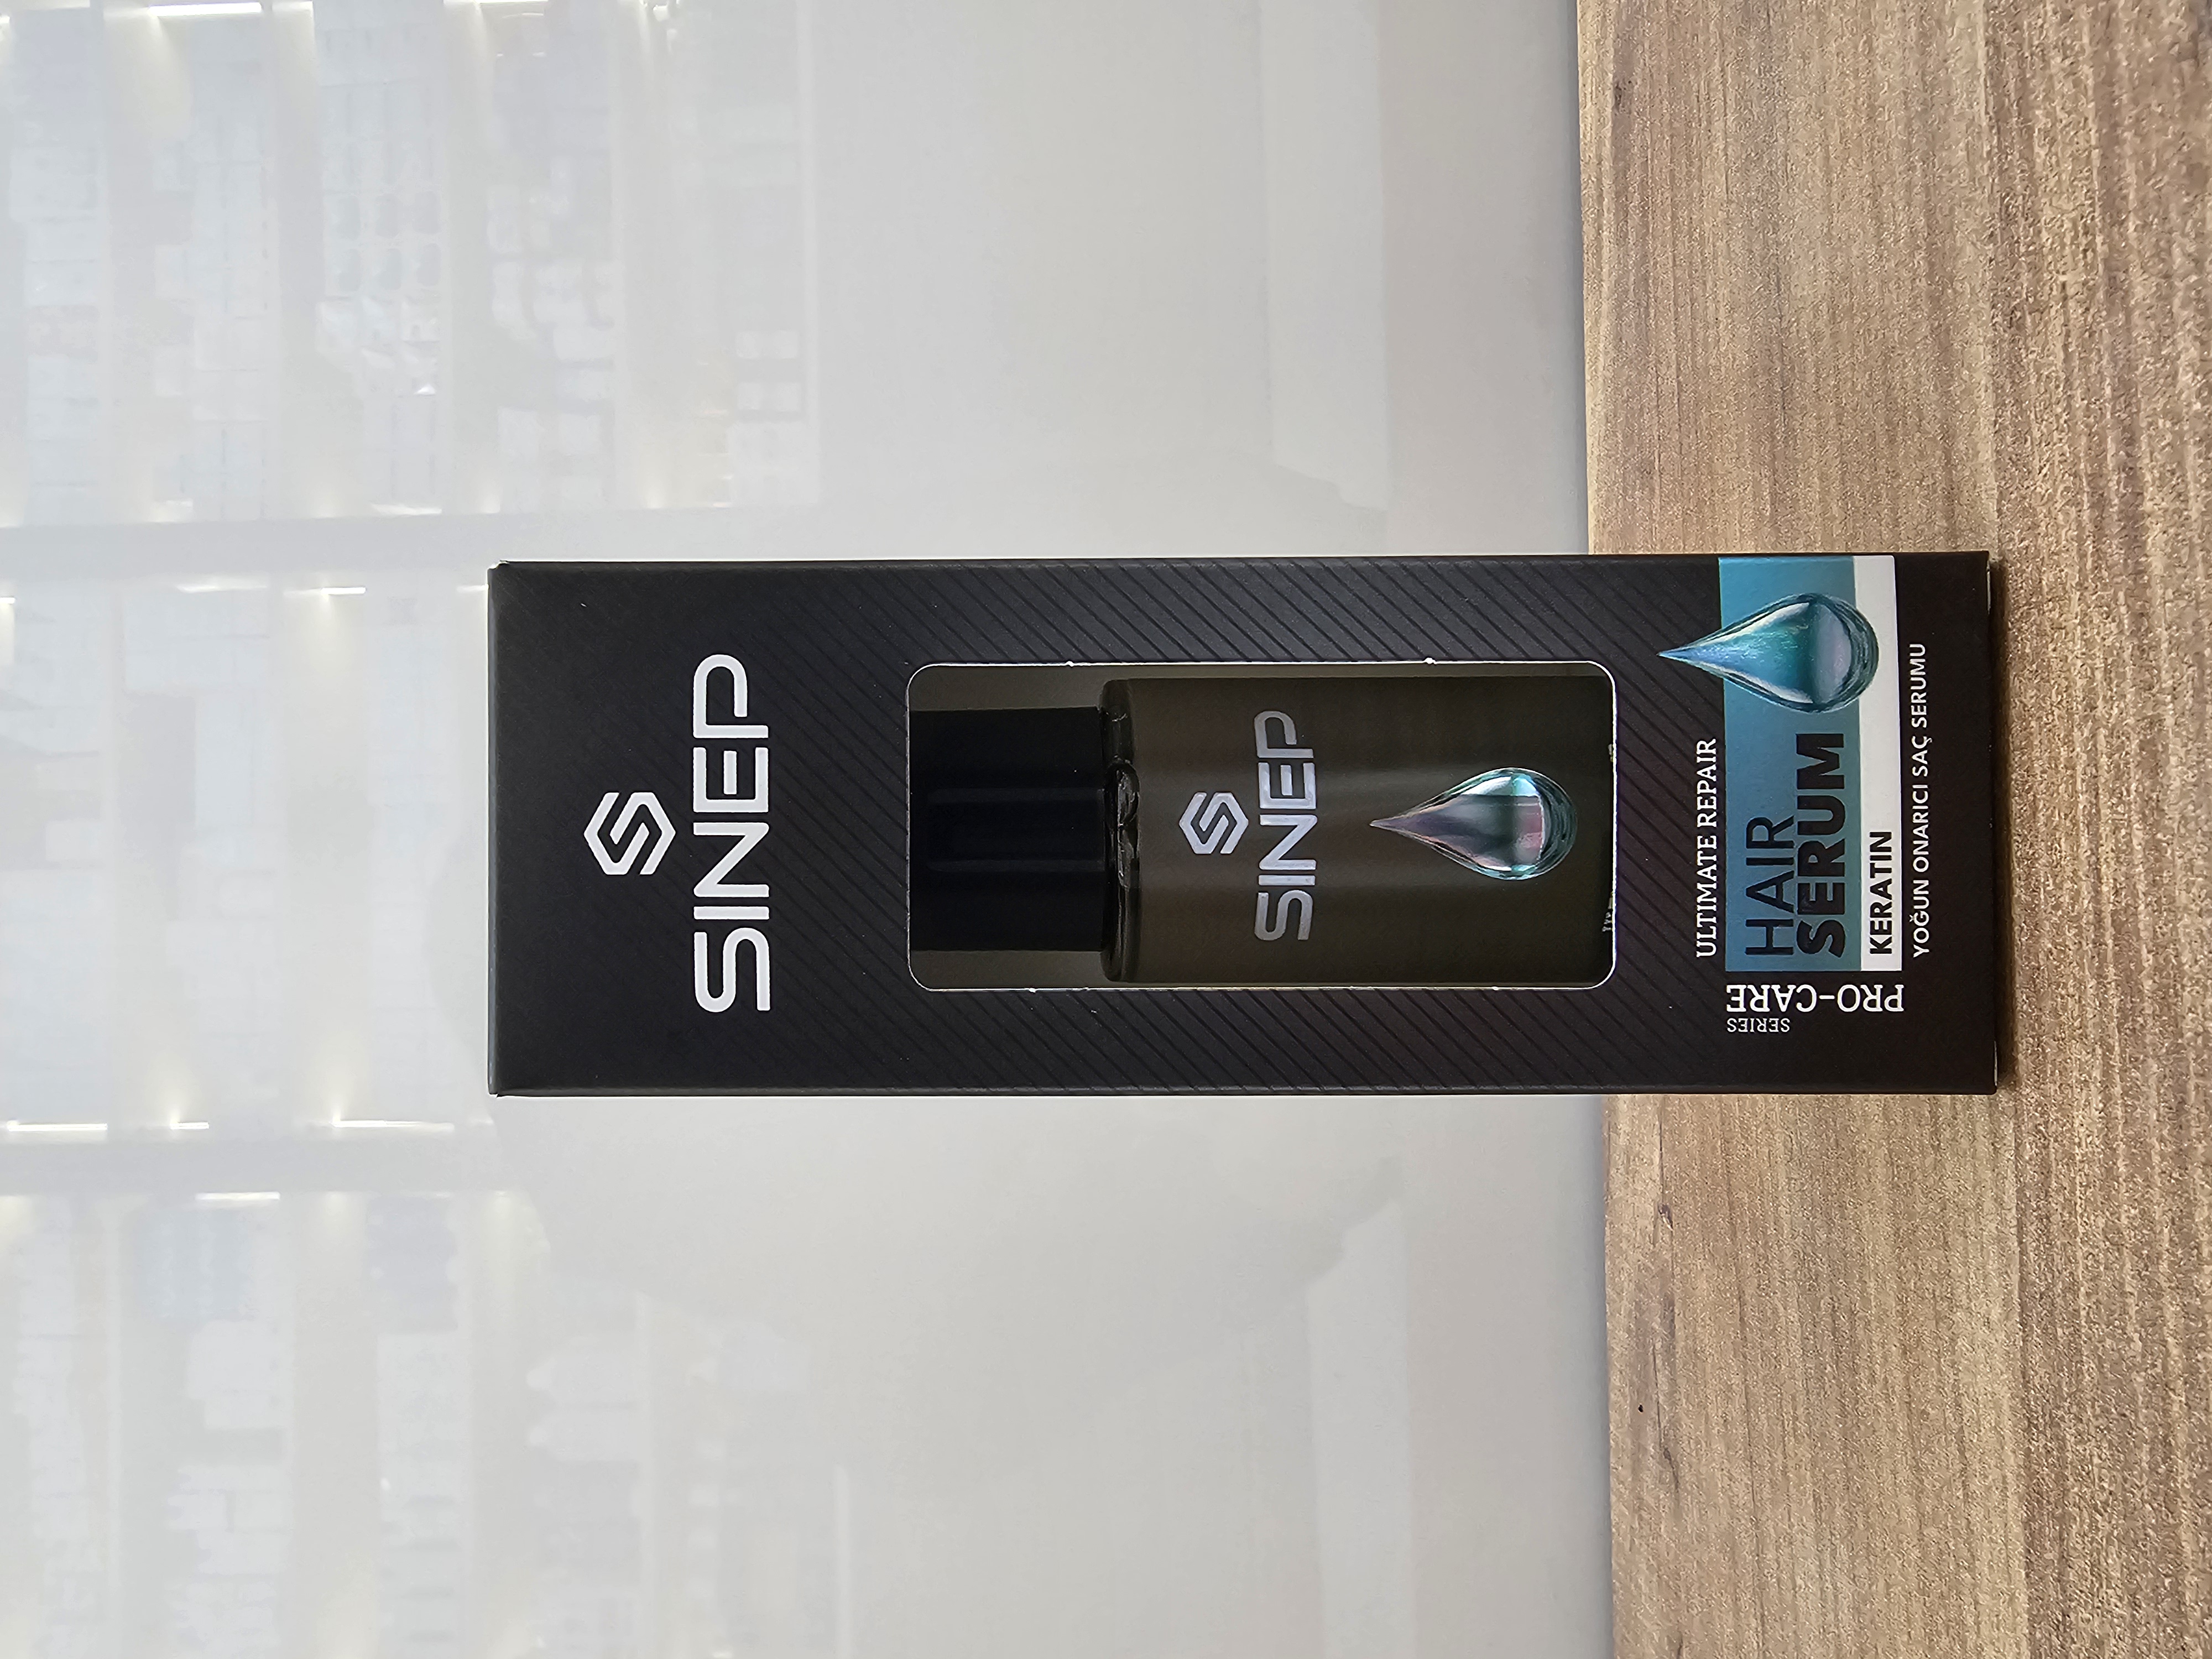 SINEP
SINEP
ULTIMATE REPAIR
HAIR
SERUM
KERATIN
YOĞUN ONARICI SAÇ SERUMU
SERIES
PRO-CARE